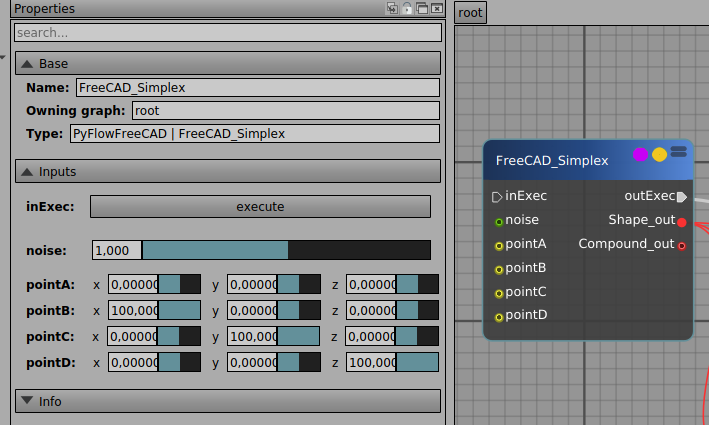 Properties
search...
Base
Name: FreeCAD_Simplex
Owning graph: root
Type: PyFlowFreeCAD | FreeCAD_Simplex
Inputs
inExec: execute
noise: 1,000
pointA: x 0,00000 y 0,00000 z 0,00000
pointB: x 100,000 y 0,00000 z 0,00000
pointC: x 0,00000 y 100,000 z 0,00000
pointD: x 0,00000 y 0,00000 z 100,000
Info
root
FreeCAD_Simplex
inExec outExec
noise Shape_out
pointA Compound_out
pointB
pointC
pointD